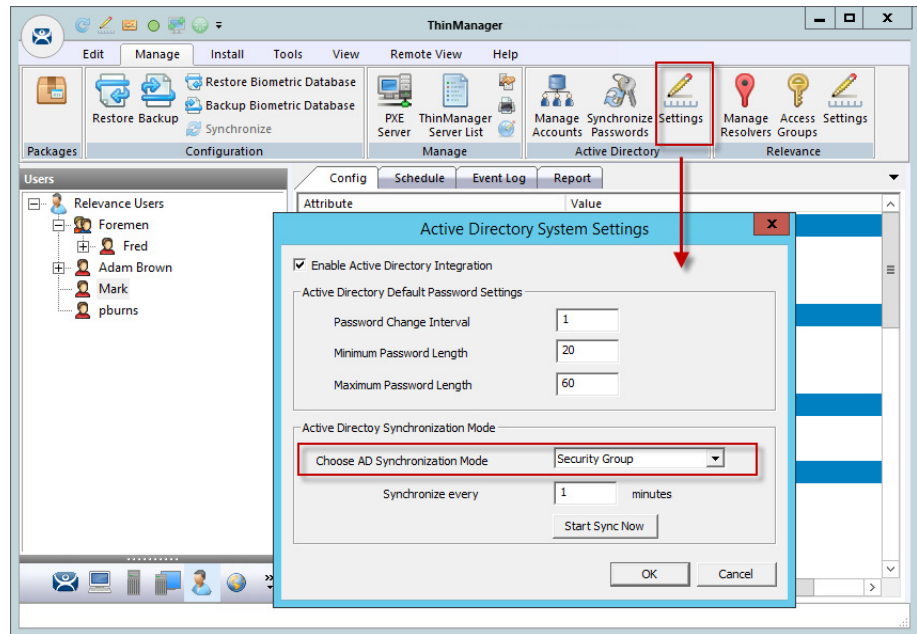 ThinManager
Edit Manage Install Tools View Remote View Help
Restore Backup
Restore Biometric Database
Backup Biometric Database
Synchronize
PXE Server
ThinManager Server List
Manage Accounts
Synchronize Passwords
Settings
Manage Resolvers
Access Groups
Settings
Packages Configuration Manage Active Directory Relevance
Users
Config Schedule Event Log Report
Relevance Users
Foremen
Fred
Adam Brown
Mark
pburns
Attribute Value
Active Directory System Settings
Enable Active Directory Integration
Active Directory Default Password Settings
Password Change Interval 1
Minimum Password Length 20
Maximum Password Length 60
Active Directoy Synchronization Mode
Choose AD Synchronization Mode Security Group
Synchronize every 1 minutes
Start Sync Now
OK Cancel